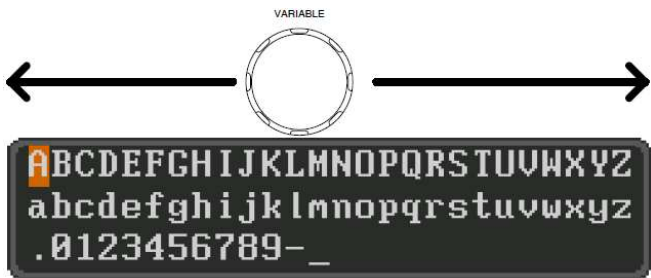 VARIABLE
ABCDEFGHIJKLMNOPQRSTUVWXYZ
abcdefghijklmnopqrstuvwxyz
.0123456789-_